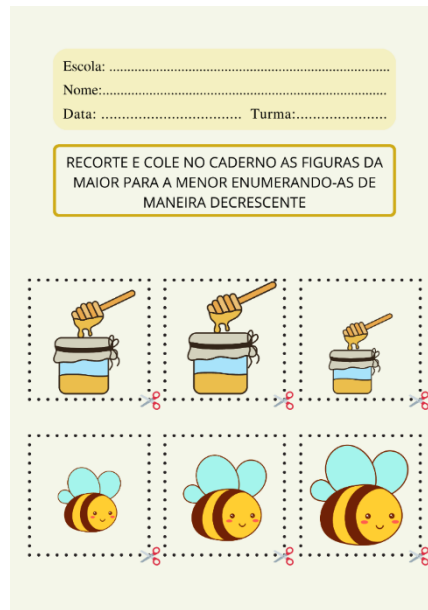 Escola: ......................................................................
Nome:.......................................................................
Data: .................................. Turma:......................
RECORTE E COLE NO CADERNO AS FIGURAS DA
MAIOR PARA A MENOR ENUMERANDO-AS DE
MANEIRA DECRESCENTE